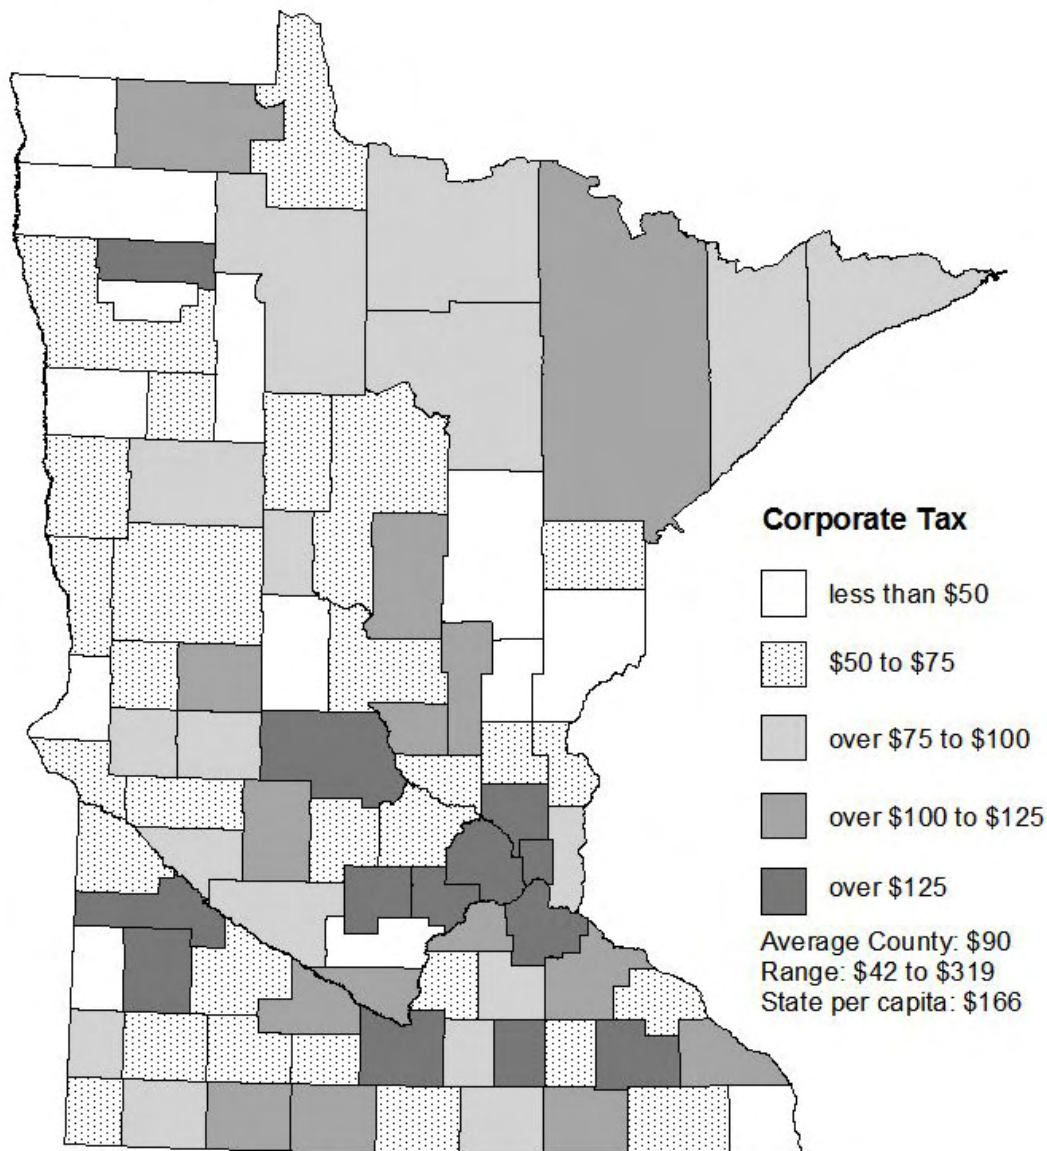 Corporate Tax
less than $50
$50 to $75
over $75 to $100
over $100 to $125
over $125
Average County: $90
Range: $42 to $319
State per capita: $166